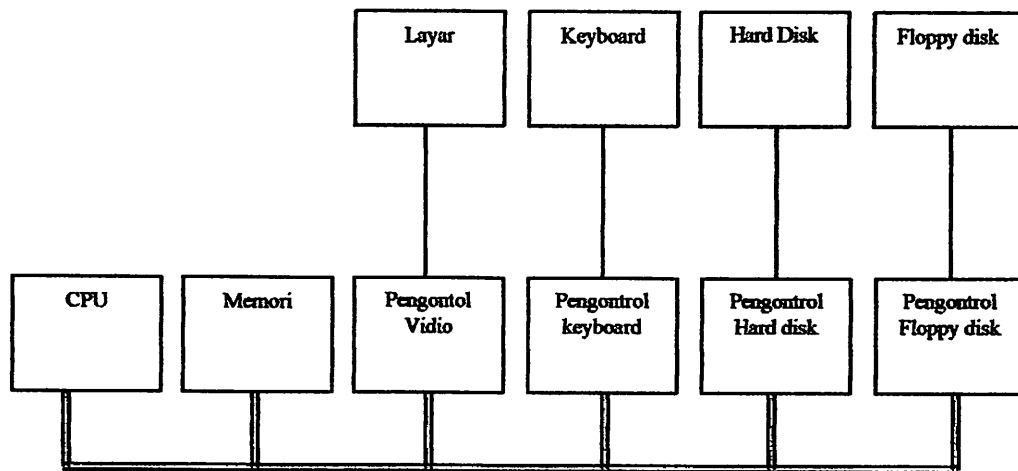 Layar
Keyboard
Hard Disk
Floppy disk
CPU
Memori
Pengontol
Vidio
Pengontrol
keyboard
Pengontrol
Hard disk
Pengontrol
Floppy disk